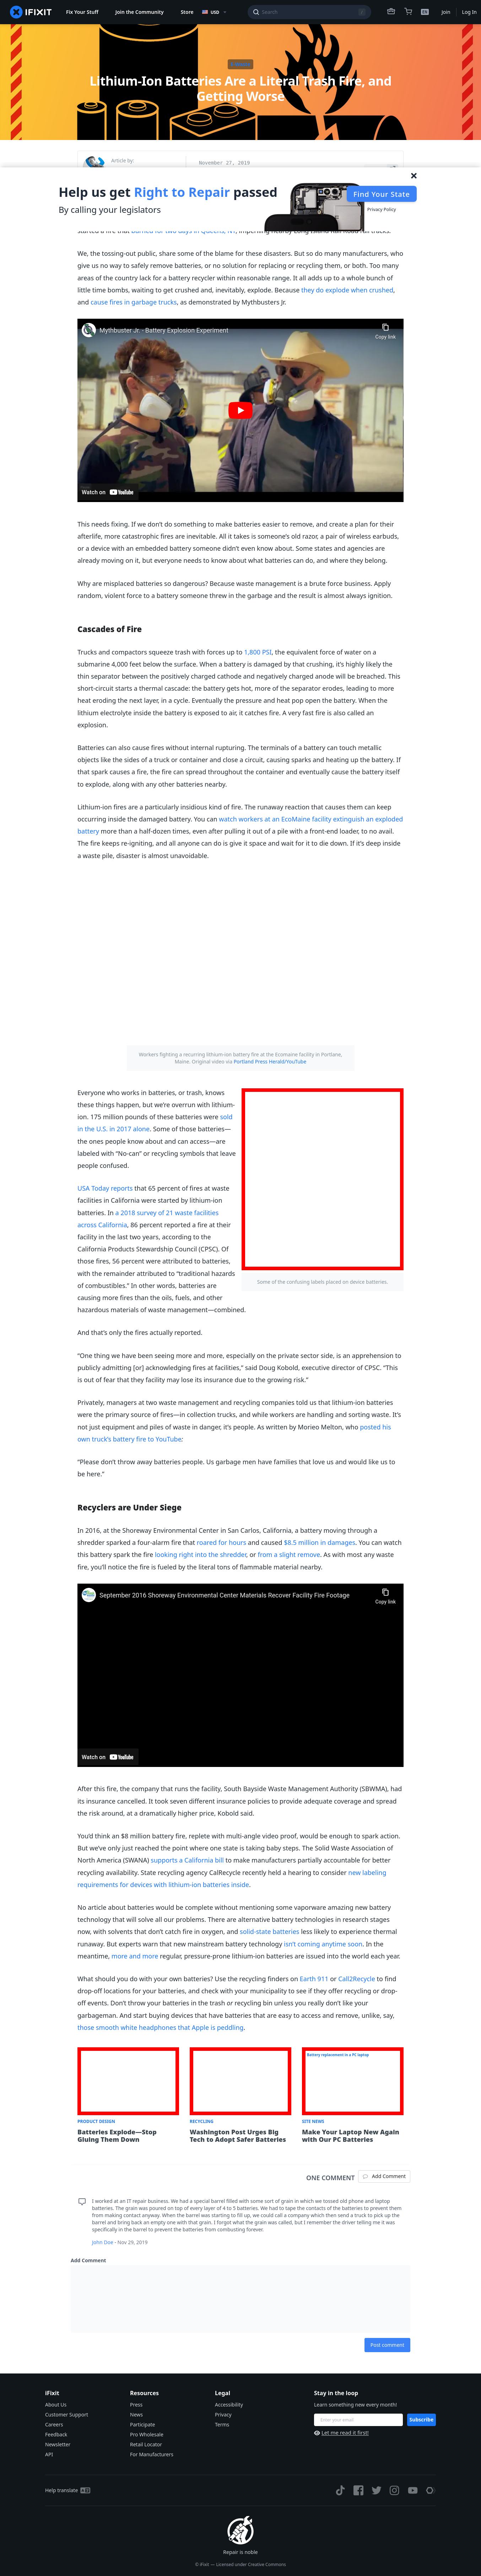 IFIXIT
Fix Your Stuff
Join the Community
Store
USD
Search
Join
Log In
Lithium-Ion Batteries Are a Literal Trash Fire, and
Getting Worse
Article by:
November 27, 2019
Help us get Right to Repair passed
By calling your legislators
Find Your State
Privacy Policy
We, the tossing-out public, share some of the blame for these disasters. But so do so many manufacturers, who
give us no way to safely remove batteries, or no solution for replacing or recycling them, or both. Too many
areas of the country lack for a battery recycler within reasonable range. It all adds up to a whole bunch of
little time bombs, waiting to get crushed and, inevitably, explode. Because they do explode when crushed,
and cause fires in garbage trucks, as demonstrated by Mythbusters Jr.
Mythbuster Jr. - Battery Explosion Experiment
Copy link
Watch on YouTube
This needs fixing. If we don't do something to make batteries easier to remove, and create a plan for their
afterlife, more catastrophic fires are inevitable. All it takes is someone's old razor, a pair of wireless earbuds,
or a device with an embedded battery someone didn't even know about. Some states and agencies are
already moving on it, but everyone needs to know about what batteries can do, and where they belong.
Why are misplaced batteries so dangerous? Because waste management is a brute force business. Apply
random, violent force to a battery someone threw in the garbage and the result is most always ignition.
Cascades of Fire
Trucks and compactors squeeze trash with forces up to 1,800 PSI, the equivalent force of water on a
submarine 4,000 feet below the surface. When a battery is damaged by that crushing, it's highly likely the
thin separator between the positively charged cathode and negatively charged anode will be breached. This
short-circuit starts a thermal cascade: the battery gets hot, more of the separator erodes, leading to more
heat eroding the next layer, in a cycle. Eventually the pressure and heat pop open the battery. When the
lithium electrolyte inside the battery is exposed to air, it catches fire. A very fast fire is also called an
explosion.
Batteries can also cause fires without internal rupturing. The terminals of a battery can touch metallic
objects like the sides of a truck or container and close a circuit, causing sparks and heating up the battery. If
that spark causes a fire, the fire can spread throughout the container and eventually cause the battery itself
to explode, along with any other batteries nearby.
Lithium-ion fires are a particularly insidious kind of fire. The runaway reaction that causes them can keep
occurring inside the damaged battery. You can watch workers at an EcoMaine facility extinguish an exploded
battery more than a half-dozen times, even after pulling it out of a pile with a front-end loader, to no avail.
The fire keeps re-igniting, and all anyone can do is give it space and wait for it to die down. If it's deep inside
a waste pile, disaster is almost unavoidable.
Workers fighting a recurring lithium-ion battery fire at the Ecomaine facility in Portlane,
Maine. Original video via Portland Press Herald/YouTube
Everyone who works in batteries, or trash, knows
these things happen, but we're overrun with lithium-
ion. 175 million pounds of these batteries were sold
in the U.S. in 2017 alone. Some of those batteries—
the ones people know about and can access—are
labeled with "No-can" or recycling symbols that leave
people confused.
USA Today reports that 65 percent of fires at waste
facilities in California were started by lithium-ion
batteries. In a 2018 survey of 21 waste facilities
across California, 86 percent reported a fire at their
facility in the last two years, according to the
California Products Stewardship Council (CPSC). Of
those fires, 56 percent were attributed to batteries,
with the remainder attributed to "traditional hazards
of combustibles." In other words, batteries are
causing more fires than the oils, fuels, and other
hazardous materials of waste management—combined.
Some of the confusing labels placed on device batteries.
And that's only the fires actually reported.
"One thing we have been seeing more and more, especially on the private sector side, is an apprehension to
publicly admitting [or] acknowledging fires at facilities," said Doug Kobold, executive director of CPSC. "This
is out of fear that they facility may lose its insurance due to the growing risk."
Privately, managers at two waste management and recycling companies told us that lithium-ion batteries
were the primary source of fires—in collection trucks, and while workers are handling and sorting waste. It's
not just equipment and piles of waste in danger, it's people. As written by Morieo Melton, who posted his
own truck's battery fire to YouTube:
"Please don't throw away batteries people. Us garbage men have families that love us and would like us to
be here."
Recyclers are Under Siege
In 2016, at the Shoreway Environmental Center in San Carlos, California, a battery moving through a
shredder sparked a four-alarm fire that roared for hours and caused $8.5 million in damages. You can watch
this battery spark the fire looking right into the shredder, or from a slight remove. As with most any waste
fire, you'll notice the fire is fueled by the literal tons of flammable material nearby.
September 2016 Shoreway Environmental Center Materials Recover Facility Fire Footage
Copy link
Watch on YouTube
After this fire, the company that runs the facility, South Bayside Waste Management Authority (SBWMA), had
its insurance cancelled. It took seven different insurance policies to provide adequate coverage and spread
the risk around, at a dramatically higher price, Kobold said.
You'd think an $8 million battery fire, replete with multi-angle video proof, would be enough to spark action.
But we've only just reached the point where one state is taking baby steps. The Solid Waste Association of
North America (SWANA) supports a California bill to make manufacturers partially accountable for better
recycling availability. State recycling agency CalRecycle recently held a hearing to consider new labeling
requirements for devices with lithium-ion batteries inside.
No article about batteries would be complete without mentioning some vaporware amazing new battery
technology that will solve all our problems. There are alternative battery technologies in research stages
now, with solvents that don't catch fire in oxygen, and solid-state batteries less likely to experience thermal
runaway. But experts warn that new mainstream battery technology isn't coming anytime soon. In the
meantime, more and more regular, pressure-prone lithium-ion batteries are issued into the world each year.
What should you do with your own batteries? Use the recycling finders on Earth 911 or Call2Recycle to find
drop-off locations for your batteries, and check with your municipality to see if they offer recycling or drop-
off events. Don't throw your batteries in the trash or recycling bin unless you really don't like your
garbageman. And start buying devices that have batteries that are easy to access and remove, unlike, say,
those smooth white headphones that Apple is peddling.
PRODUCT DESIGN
Batteries Explode—Stop
Gluing Them Down
RECYCLING
Washington Post Urges Big
Tech to Adopt Safer Batteries
Battery replacement in a PC laptop
SITE NEWS
Make Your Laptop New Again
with Our PC Batteries
ONE COMMENT
Add Comment
I worked at an IT repair business. We had a special barrel filled with some sort of grain in which we tossed old phone and laptop
batteries. The grain was poured on top of every layer of 4 to 5 batteries. We had to tape the contacts of the batteries to prevent them
from making contact anyway. When the barrel was starting to fill up, we could call a company which then send a truck to pick up the
barrel and bring back an empty one with that grain. I forgot what the grain was called, but I remember the driver telling me it was
specifically in the barrel to prevent the batteries from combusting forever.
John Doe - Nov 29, 2019
Add Comment
Post comment
iFixit
About Us
Customer Support
Careers
Feedback
Newsletter
API
Resources
Press
News
Participate
Pro Wholesale
Retail Locator
For Manufacturers
Legal
Accessibility
Privacy
Terms
Stay in the loop
Learn something new every month!
Enter your email
Subscribe
Let me read it first!
Help translate
Repair is noble
© iFixit — Licensed under Creative Commons